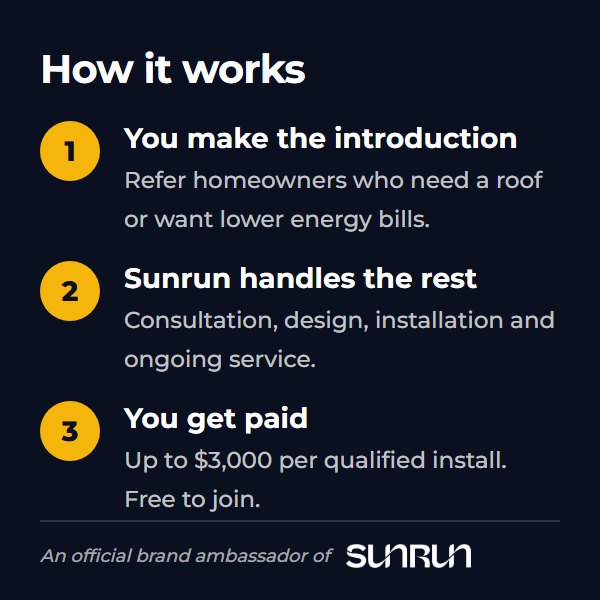 How it works
1
You make the introduction
Refer homeowners who need a roof
or want lower energy bills.
2
Sunrun handles the rest
Consultation, design, installation and
ongoing service.
3
You get paid
Up to $3,000 per qualified install.
Free to join.
An official brand ambassador of SUNRUN